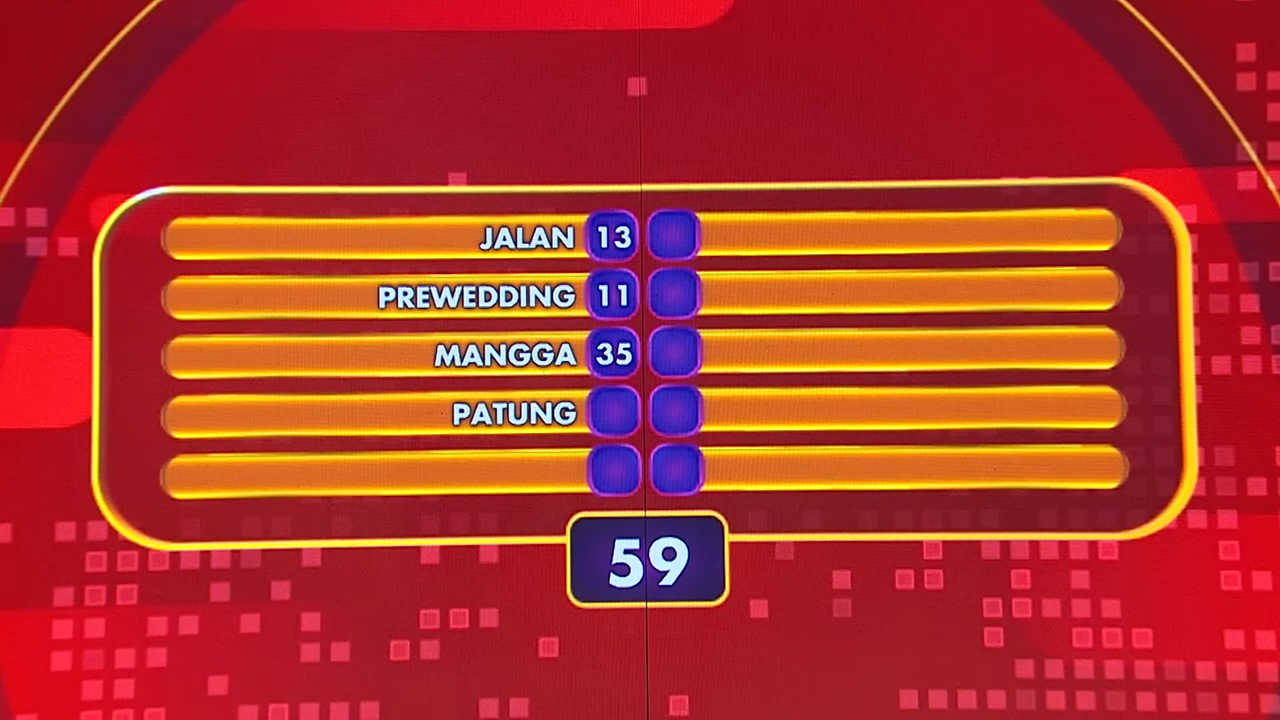 JALAN 13
PREWEDDING 11
MANGGA 35
PATUNG
59